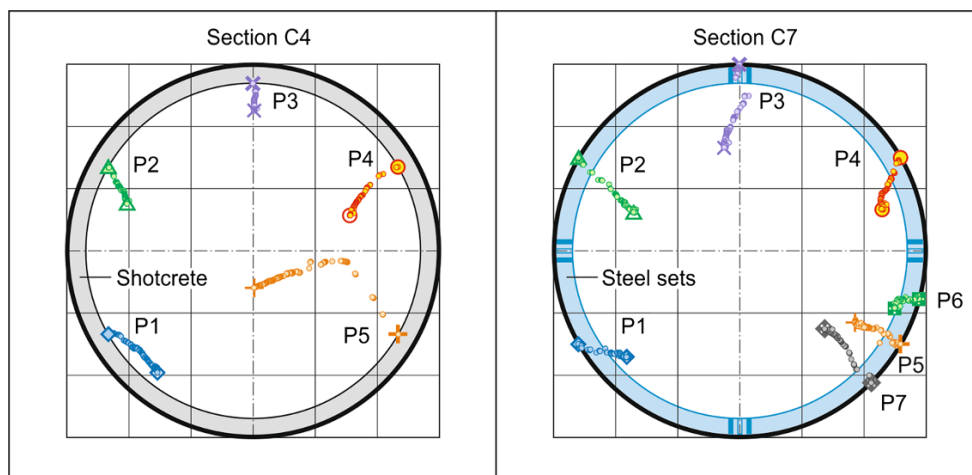 Section C4
P3
P2
P4
Shotcrete
P1
P5
Section C7
P3
P2
P4
Steel sets
P6
P1
P5
P7